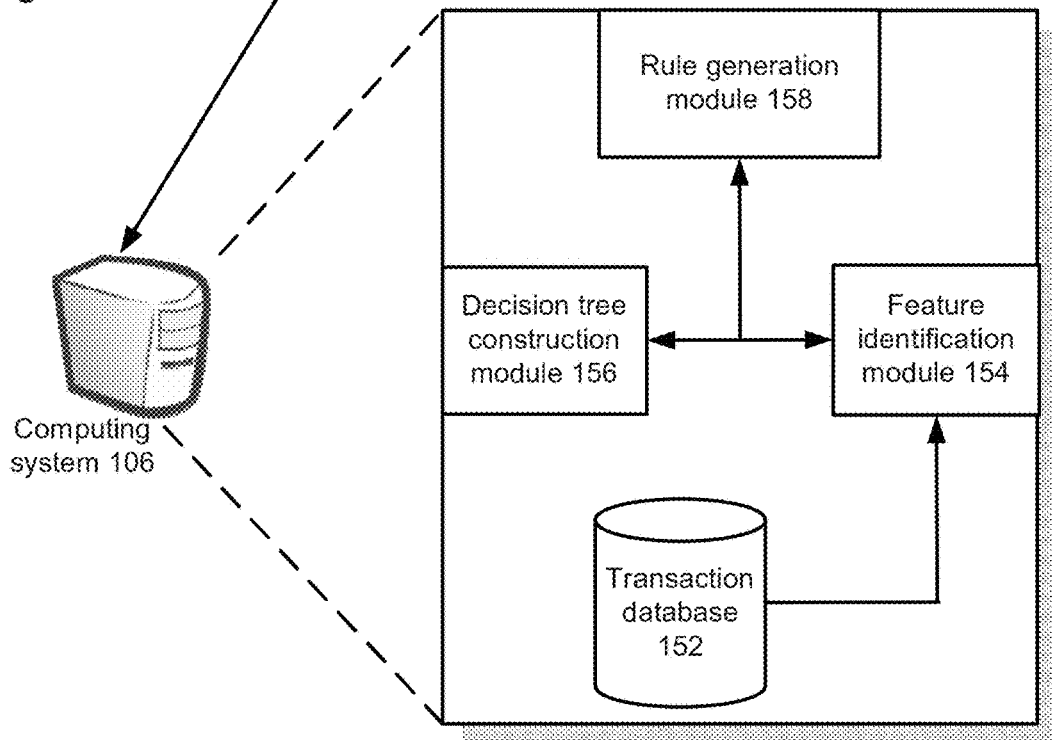 Rule generation
module 158
Decision tree
construction
module 156
Feature
identification
module 154
Computing
system 106
Transaction
database
152